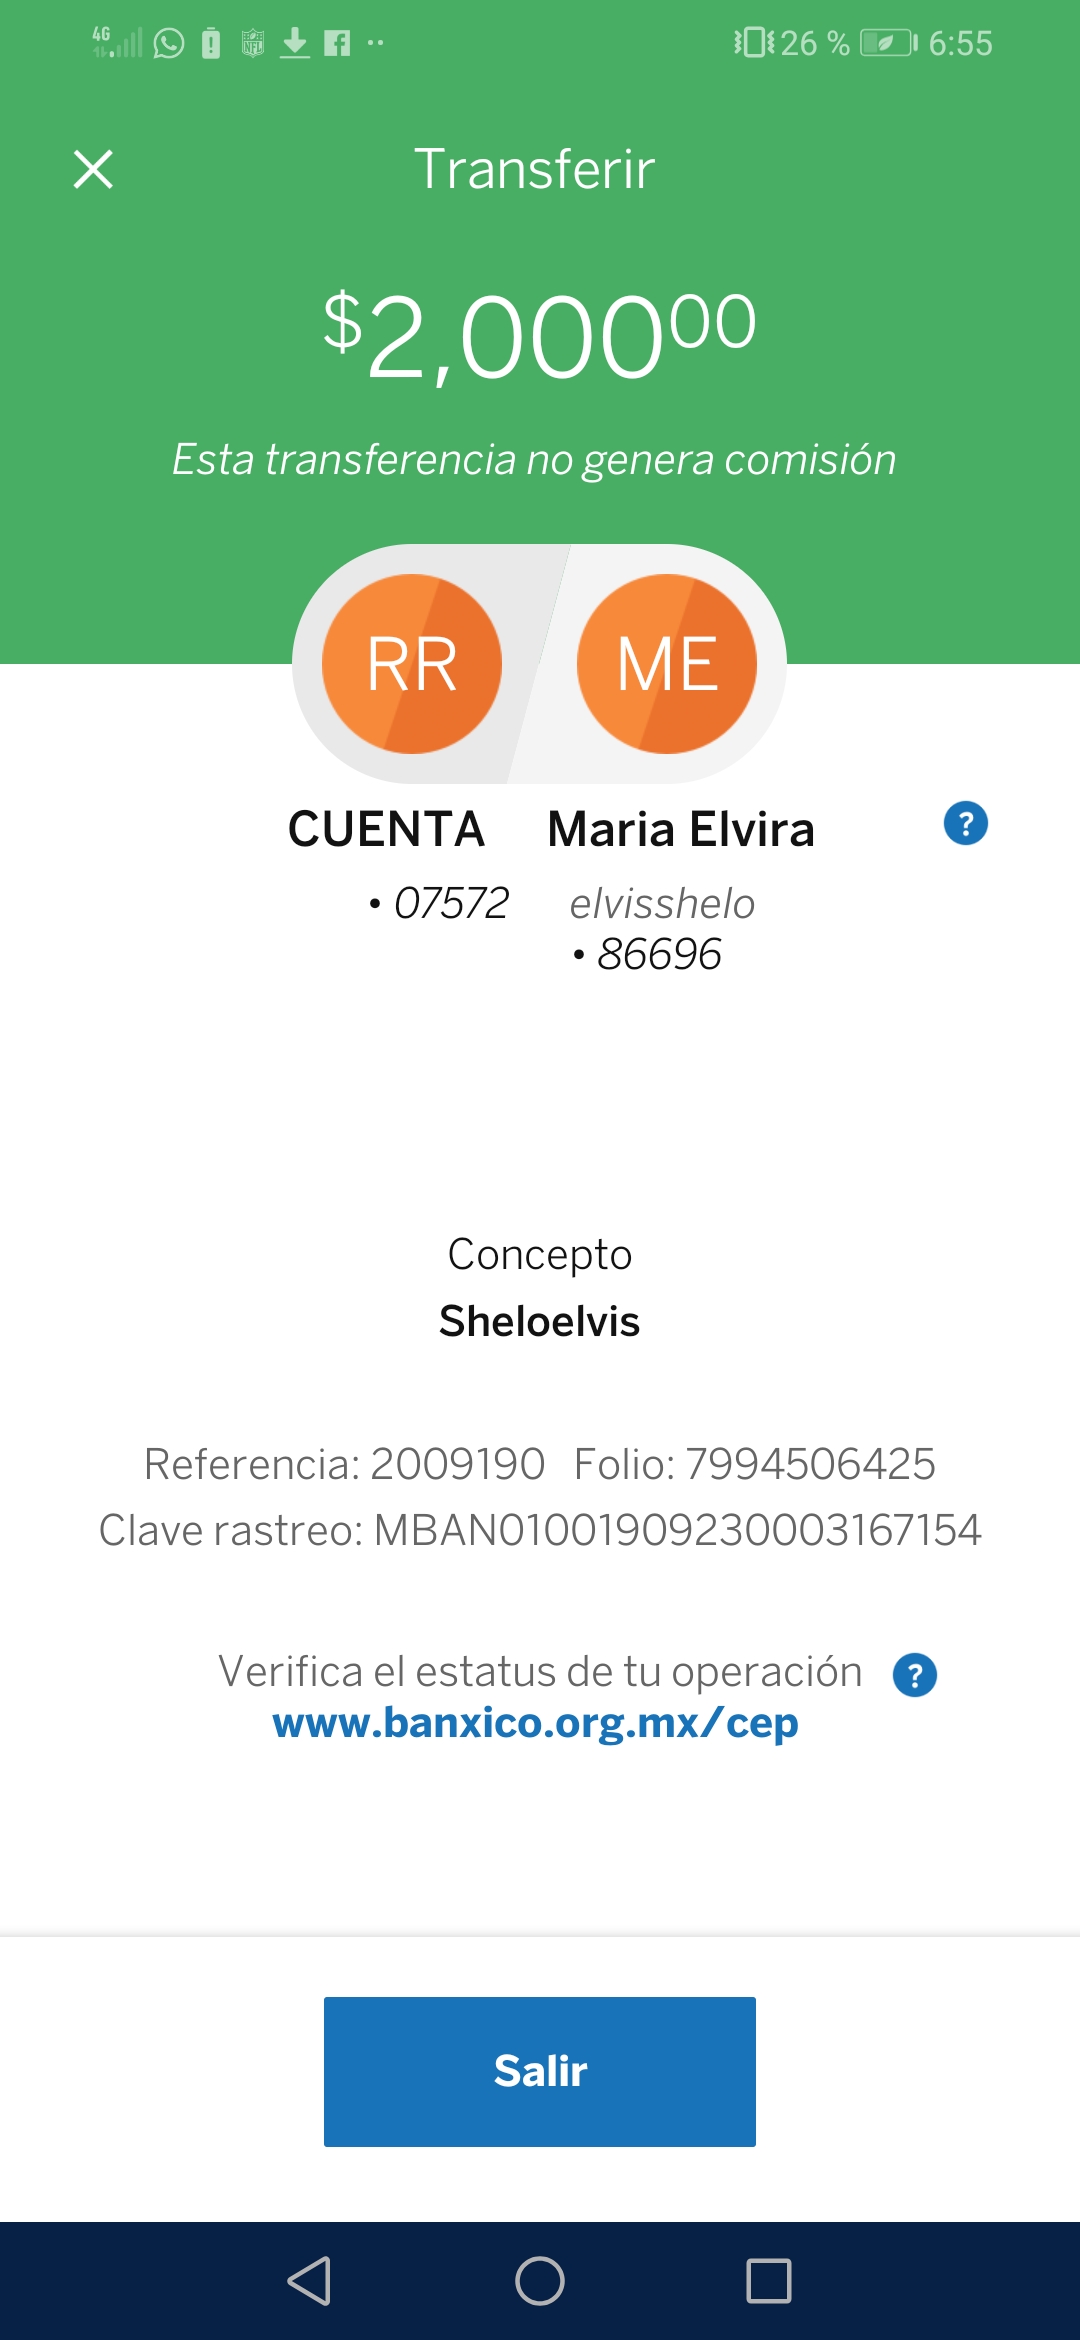 4G 26 % 6:55
Transferir
$2,00000
Esta transferencia no genera comisión
RR ME
CUENTA Maria Elvira ?
• 07572 elvisshelo
• 86696
Concepto
Sheloelvis
Referencia: 2009190 Folio: 7994506425
Clave rastreo: MBAN01001909230003167154
Verifica el estatus de tu operación ?
www.banxico.org.mx/cep
Salir